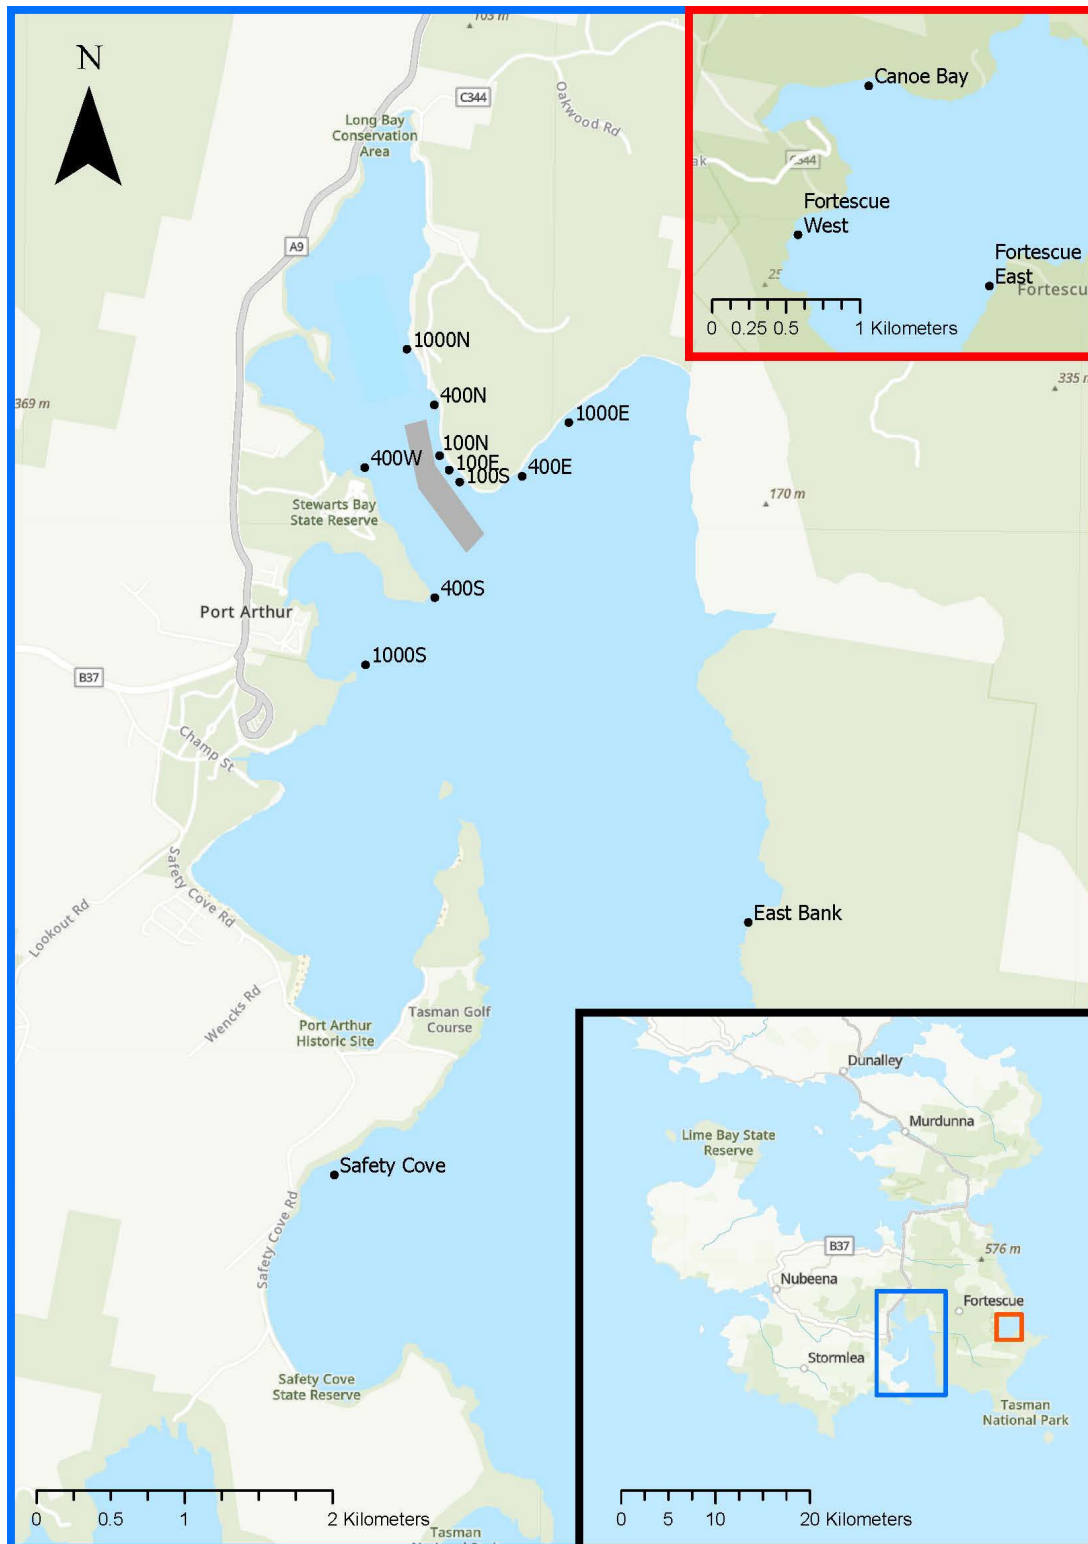 103 m
N
C344
Oakwood Rd
Long Bay
Conservation
Area
A9
1000N
369 m
400N
1000E
100N
400W
100E
400E
100S
Stewarts Bay
State Reserve
170 m
335 m
400S
Port Arthur
1000S
B37
Champ St
Safety Cove Rd
Lookout Rd
East Bank
Wencks Rd
Tasman Golf
Course
Port Arthur
Historic Site
Safety Cove
Safety Cove Rd
Safety Cove
State Reserve
0 0.5 1 2 Kilometers
Tasman
Canoe Bay
C344
Fortescue
West
Fortescue
East
Fortescu
0 0.25 0.5 1 Kilometers
Dunalley
Murdunna
Lime Bay State
Reserve
B37
576 m
Nubeena
Fortescue
Stormlea
Tasman
National Park
0 5 10 20 Kilometers